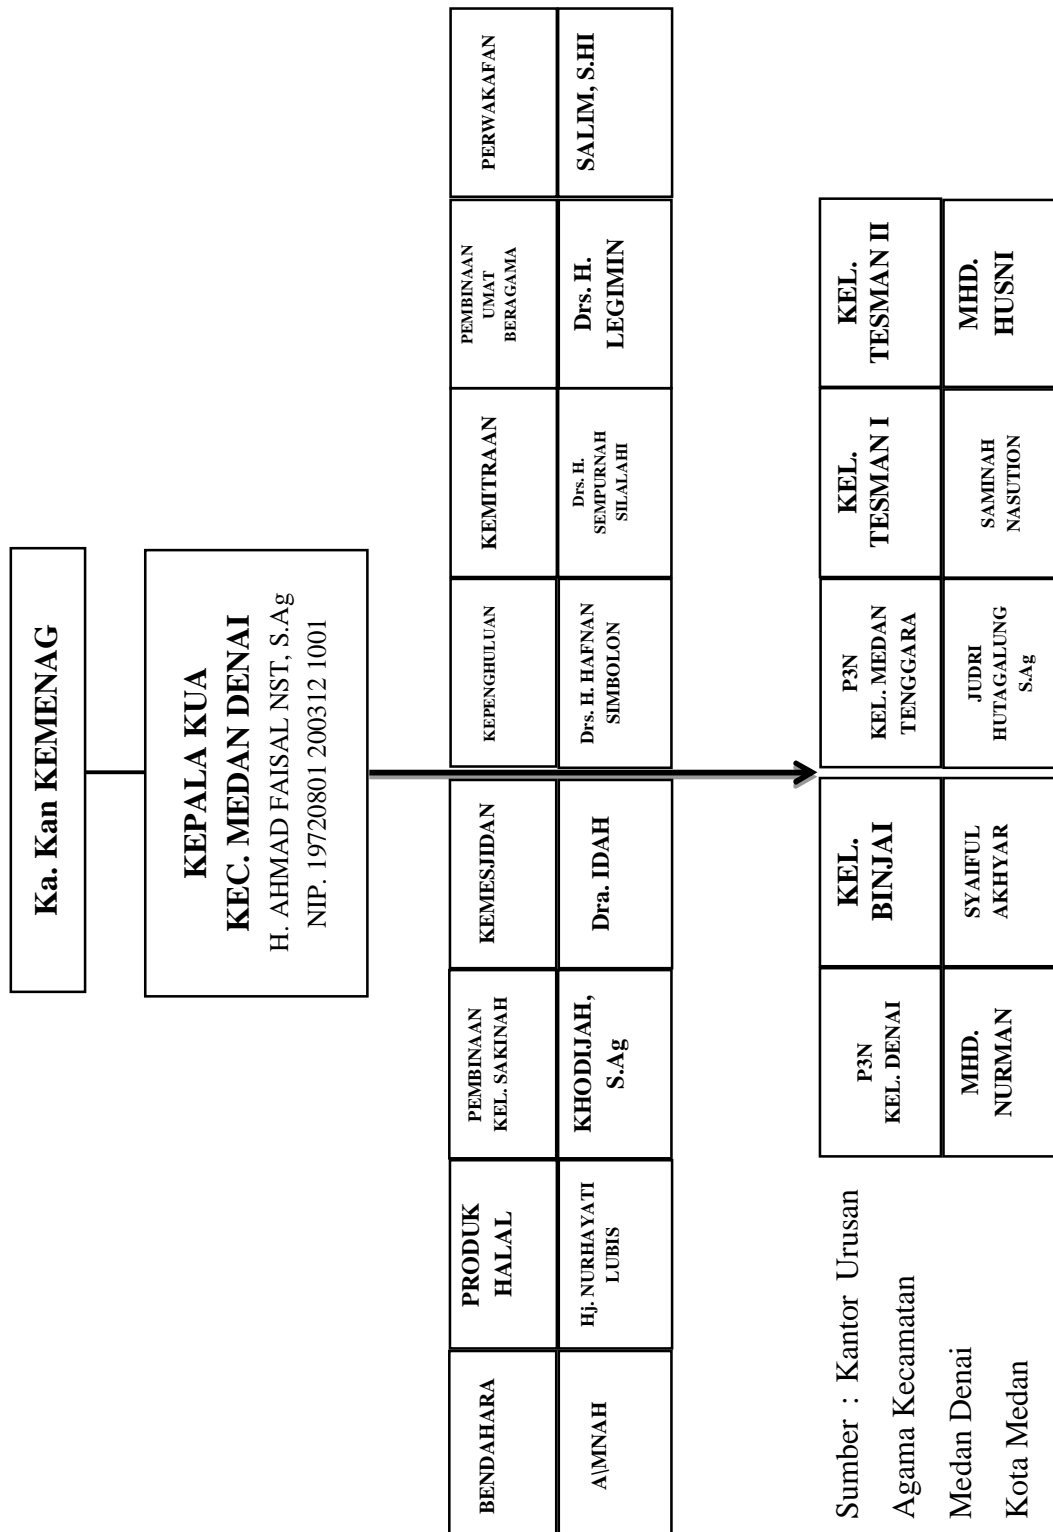 Ka. Kan KEMENAG
KEPALA KUA
KEC. MEDAN DENAI
H. AHMAD FAISAL NST, S.Ag
NIP. 19720801 200312 1001
BENDAHARA
A\MNAH
PRODUK
HALAL
Hj. NURHAYATI
LUBIS
PEMBINAAN
KEL. SAKINAH
KHODIJAH,
S.Ag
KEMESJIDAN
Dra. IDAH
KEPENGHULUAN
Drs. H. HAFNAN
SIMBOLON
KEMITRAAN
Drs. H.
SEMPURNAH
SILALAHI
PEMBINAAN
UMAT
BERAGAMA
Drs. H.
LEGIMIN
PERWAKAFAN
SALIM, S.HI
P3N
KEL. DENAI
MHD.
NURMAN
KEL.
BINJAI
SYAIFUL
AKHYAR
P3N
KEL. MEDAN
TENGGARA
JUDRI
HUTAGALUNG
S.Ag
KEL.
TESMAN I
SAMINAH
NASUTION
KEL.
TESMAN II
MHD.
HUSNI
Sumber : Kantor Urusan
Agama Kecamatan
Medan Denai
Kota Medan